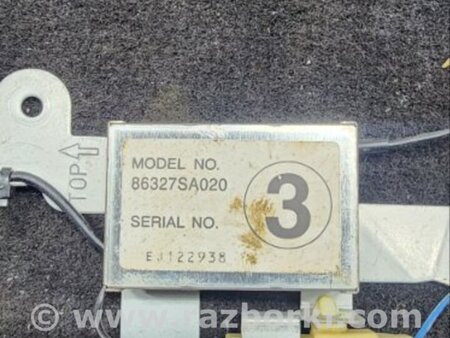 TOP
MODEL NO.
86327SA020
3
SERIAL NO.
EJ122938
© www.razborki.com